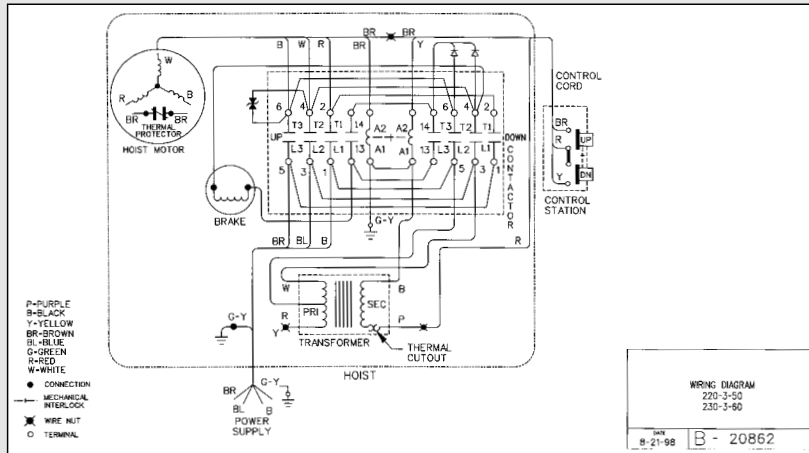 BR
BR BR
B W R BR Y
W
R B
BR BR
THERMAL
PROTECTOR
HOIST MOTOR
CONTROL
CORD
6 4 2 6 4 2
T3 T2 T1 14 A2 A2 14 T3 T2 T1
UP DOWN
L3 L2 L1 13 A1 A1 13 L3 L2 L1
5 3 1 5 3 1
CONTACTOR
BR
R UP
Y DN
CONTROL
STATION
BRAKE
G-Y
BR BL B R
W B
PRI SEC
R P
Y
TRANSFORMER
THERMAL
CUTOUT
G-Y
HOIST
BR G-Y
BL B
POWER
SUPPLY
P-PURPLE
B-BLACK
Y-YELLOW
BR-BROWN
BL-BLUE
G-GREEN
R-RED
W-WHITE
CONNECTION
MECHANICAL
INTERLOCK
WIRE NUT
TERMINAL
WIRING DIAGRAM
220-3-50
230-3-60
DATE
8-21-98
B - 20862